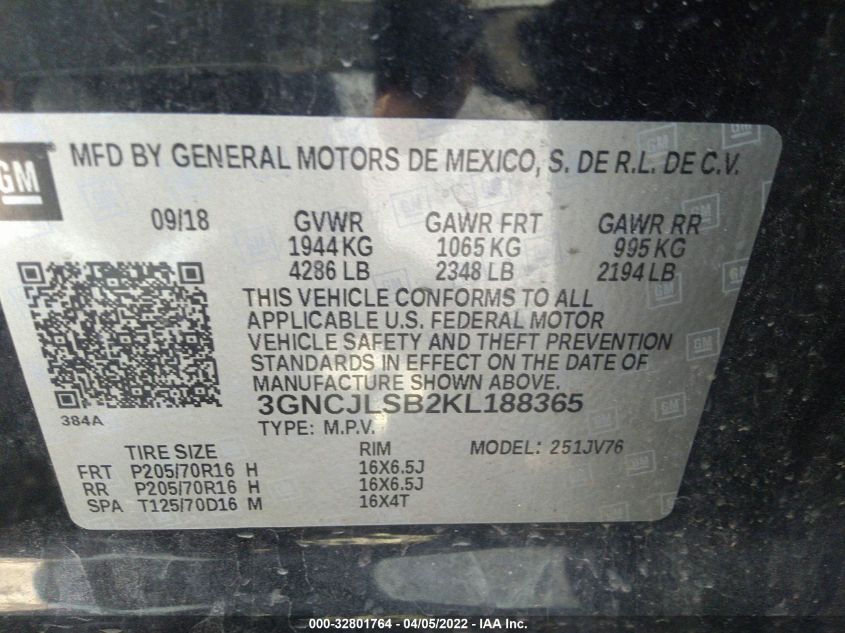 GM
MFD BY GENERAL MOTORS DE MEXICO, S. DE R.L. DE C.V.
09/18 GVWR GAWR FRT GAWR RR
1944 KG 1065 KG 995 KG
4286 LB 2348 LB 2194 LB
THIS VEHICLE CONFORMS TO ALL
APPLICABLE U.S. FEDERAL MOTOR
VEHICLE SAFETY AND THEFT PREVENTION
STANDARDS IN EFFECT ON THE DATE OF
MANUFACTURE SHOWN ABOVE.
384A
3GNCJLSB2KL188365
TYPE: M.P.V.
TIRE SIZE RIM MODEL: 251JV76
FRT P205/70R16 H 16X6.5J
RR P205/70R16 H 16X6.5J
SPA T125/70D16 M 16X4T
000-32801764 - 04/05/2022 - IAA Inc.